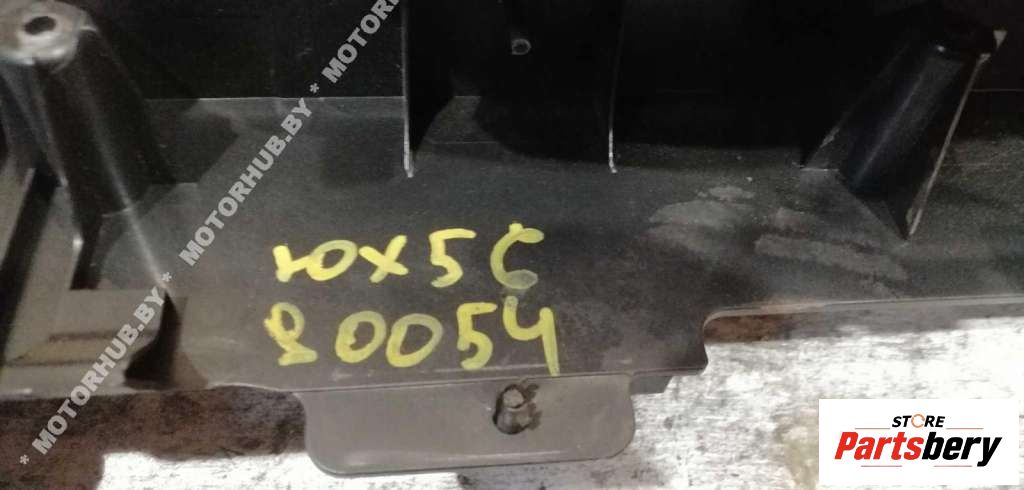 * MOTORHUB.BY * MOTORHUB.BY * MOTORHUB.BY *
юх5С
80054
STORE
Partsbery